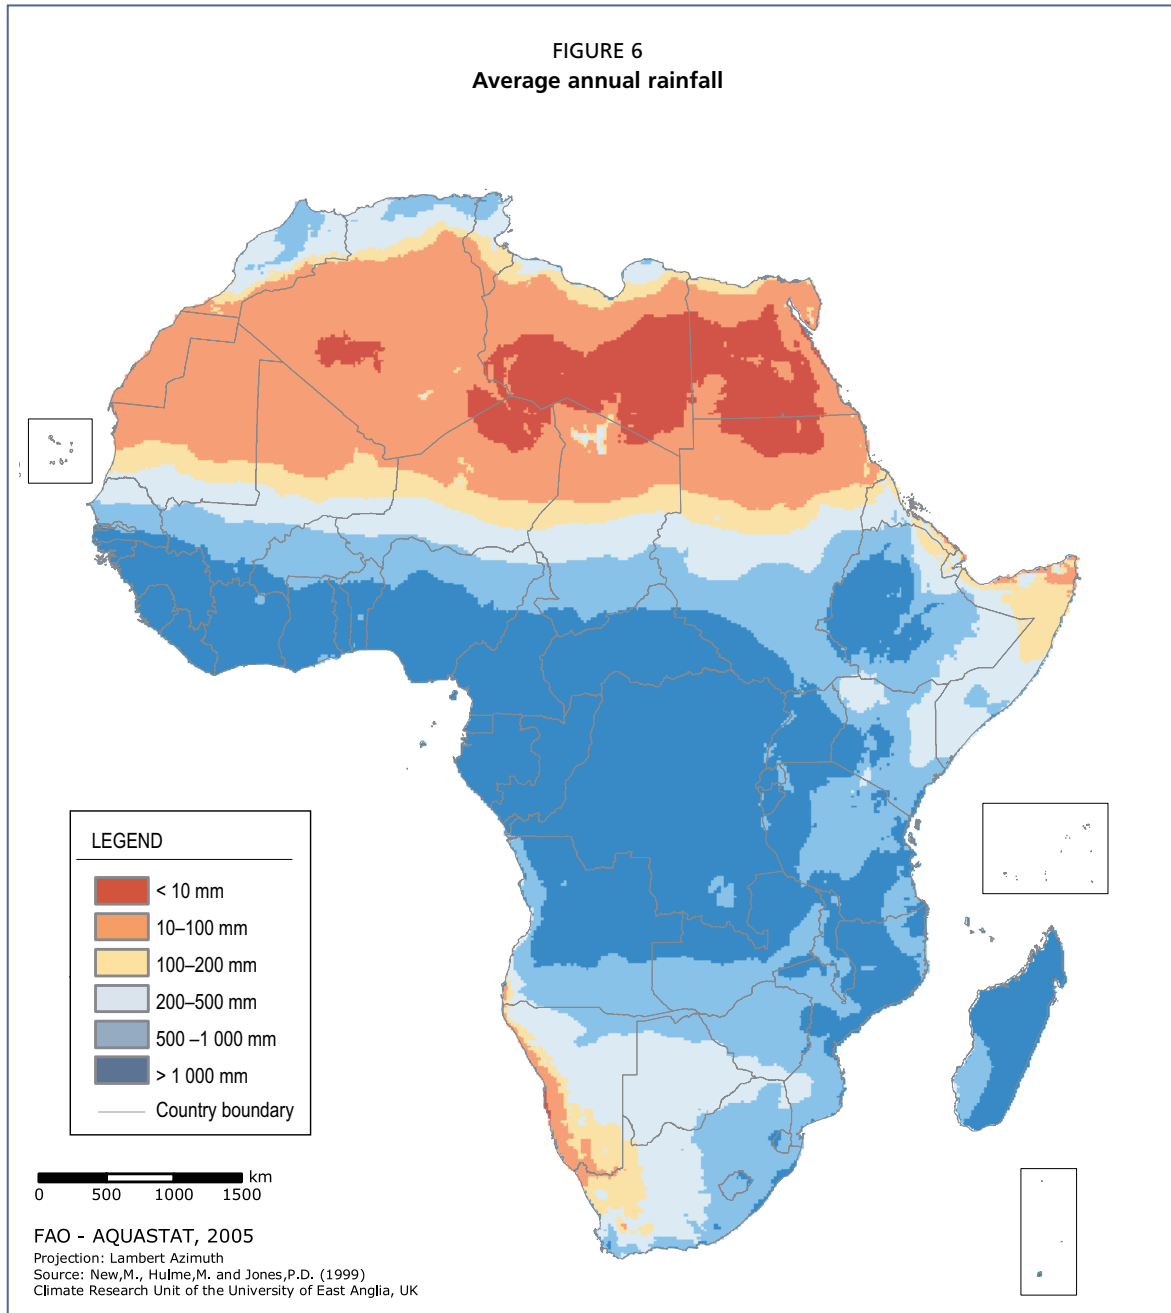 FIGURE 6
Average annual rainfall
LEGEND
< 10 mm
10–100 mm
100–200 mm
200–500 mm
500 –1 000 mm
> 1 000 mm
Country boundary
km
0 500 1000 1500
FAO - AQUASTAT, 2005
Projection: Lambert Azimuth
Source: New,M., Hulme,M. and Jones,P.D. (1999)
Climate Research Unit of the University of East Anglia, UK